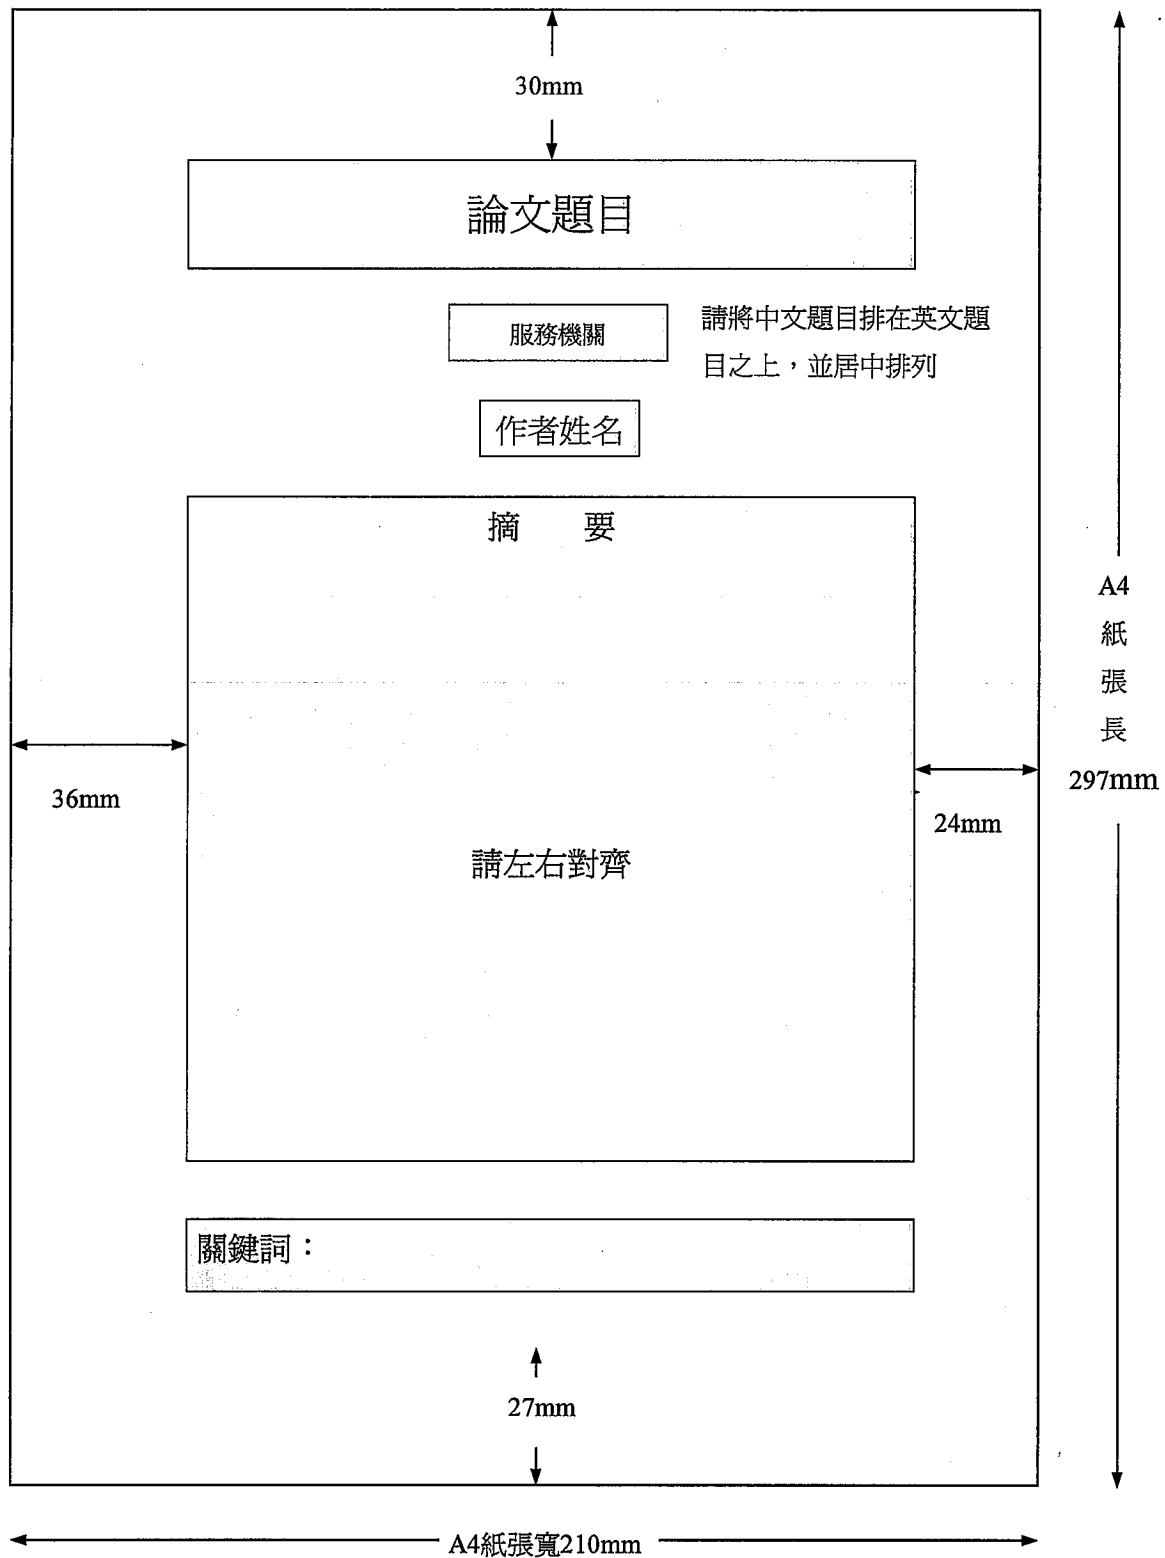 30mm
論文題目
服務機關
請將中文題目排在英文題
目之上，並居中排列
作者姓名
摘 要
A4
紙
張
長
297mm
36mm
24mm
請左右對齊
關鍵詞：
27mm
A4紙張寬210mm